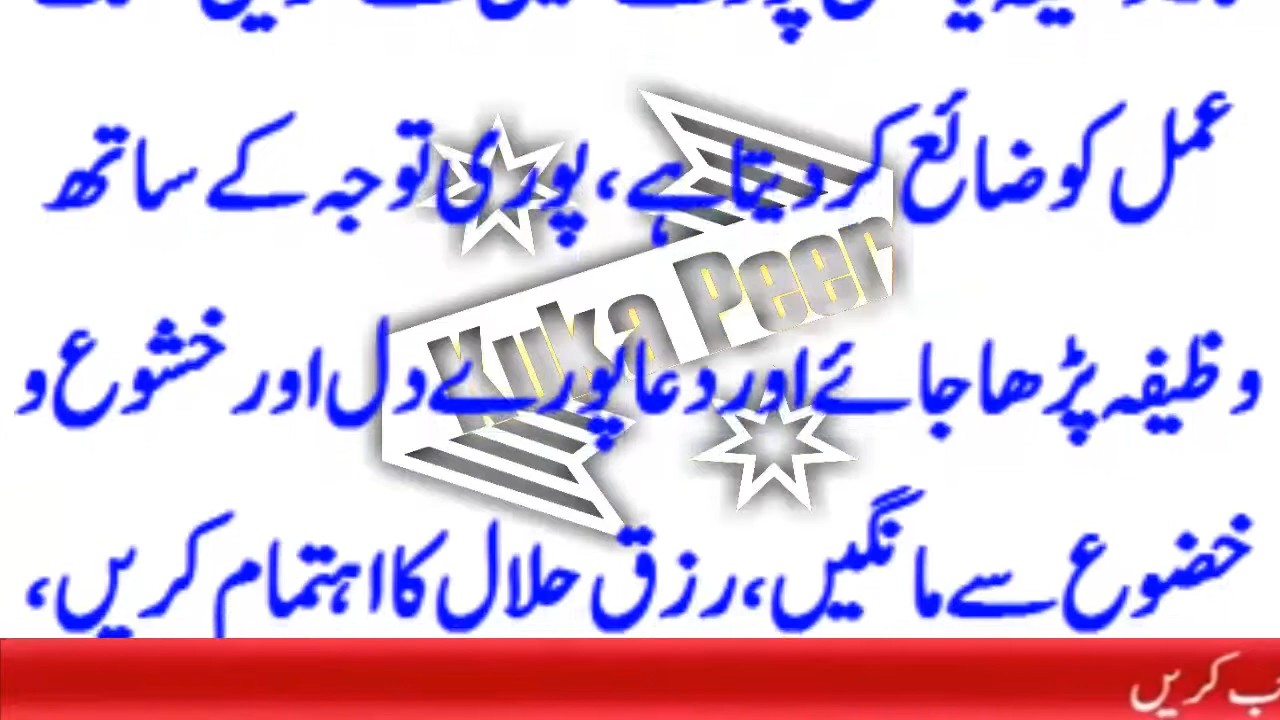 عمل کو ضائع کر دیتا ہے، پوری توجہ کے ساتھ
Kuka Peer
وظیفہ پڑھا جائے اور دعا پورے دل اور خشوع و
خضوع سے مانگیں، رزق حلال کا اہتمام کریں،
کریں